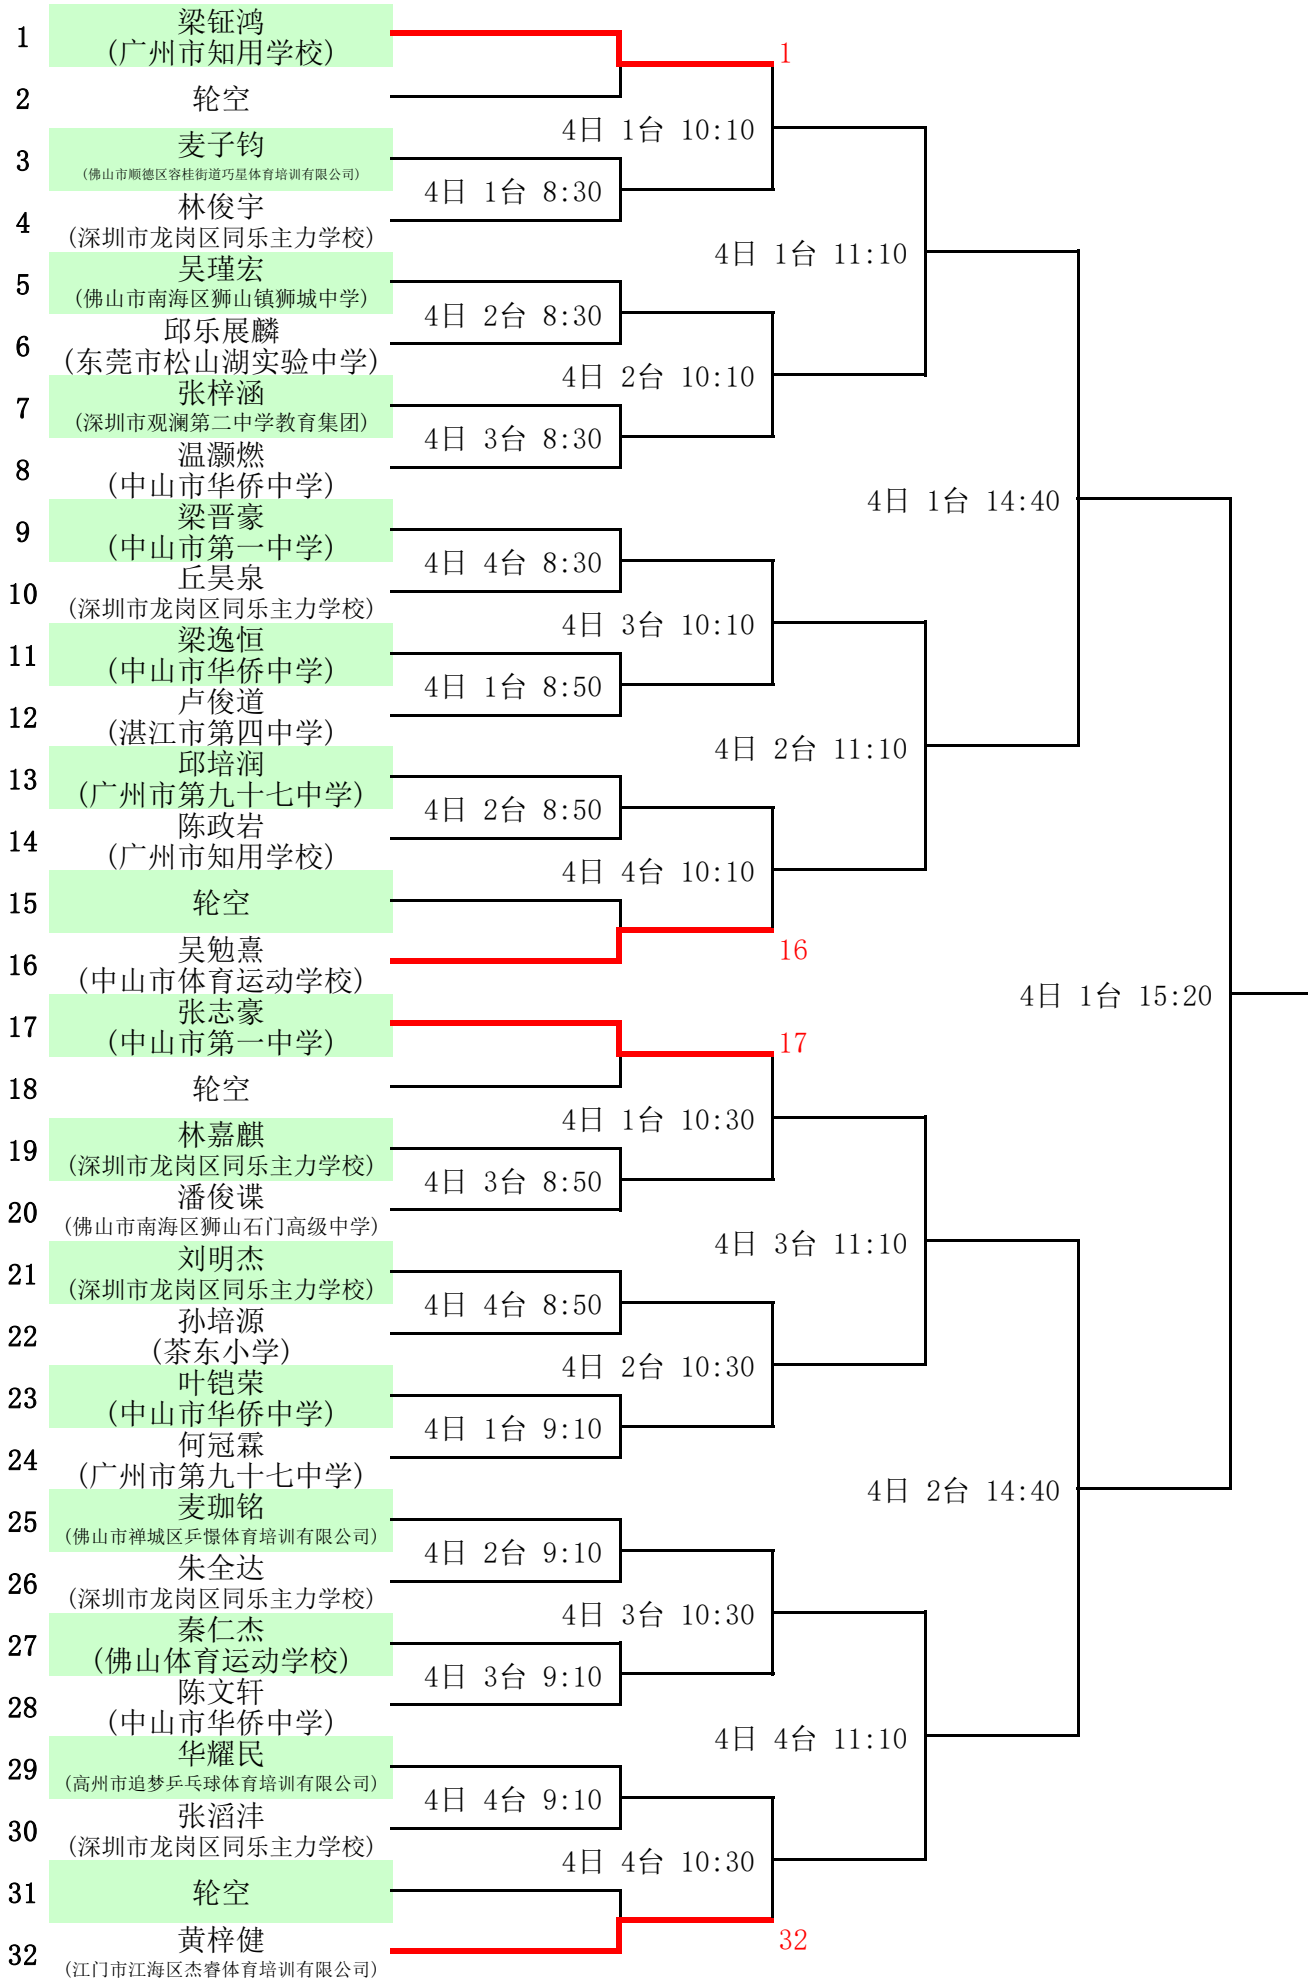 1
梁钲鸿
(广州市知用学校)
1
2
轮空
4日 1台 10:10
3
麦子钧
(佛山市顺德区容桂街道巧星体育培训有限公司)
4日 1台 8:30
4
林俊宇
(深圳市龙岗区同乐主力学校)
4日 1台 11:10
5
吴瑾宏
(佛山市南海区狮山镇狮城中学)
4日 2台 8:30
6
邱乐展麟
(东莞市松山湖实验中学)
4日 2台 10:10
7
张梓涵
(深圳市观澜第二中学教育集团)
4日 3台 8:30
8
温灏燃
(中山市华侨中学)
4日 1台 14:40
9
梁晋豪
(中山市第一中学)
4日 4台 8:30
10
丘昊泉
(深圳市龙岗区同乐主力学校)
4日 3台 10:10
11
梁逸恒
(中山市华侨中学)
4日 1台 8:50
12
卢俊道
(湛江市第四中学)
4日 2台 11:10
13
邱培润
(广州市第九十七中学)
4日 2台 8:50
14
陈政岩
(广州市知用学校)
4日 4台 10:10
15
轮空
16
吴勉熹
(中山市体育运动学校)
16
4日 1台 15:20
17
张志豪
(中山市第一中学)
17
18
轮空
4日 1台 10:30
19
林嘉麒
(深圳市龙岗区同乐主力学校)
4日 3台 8:50
20
潘俊谍
(佛山市南海区狮山石门高级中学)
4日 3台 11:10
21
刘明杰
(深圳市龙岗区同乐主力学校)
4日 4台 8:50
22
孙培源
(茶东小学)
4日 2台 10:30
23
叶铠荣
(中山市华侨中学)
4日 1台 9:10
24
何冠霖
(广州市第九十七中学)
4日 2台 14:40
25
麦珈铭
(佛山市禅城区乒憬体育培训有限公司)
4日 2台 9:10
26
朱全达
(深圳市龙岗区同乐主力学校)
4日 3台 10:30
27
秦仁杰
(佛山体育运动学校)
4日 3台 9:10
28
陈文轩
(中山市华侨中学)
4日 4台 11:10
29
华耀民
(高州市追梦乒乓球体育培训有限公司)
4日 4台 9:10
30
张滔沣
(深圳市龙岗区同乐主力学校)
4日 4台 10:30
31
轮空
32
黄梓健
(江门市江海区杰睿体育培训有限公司)
32